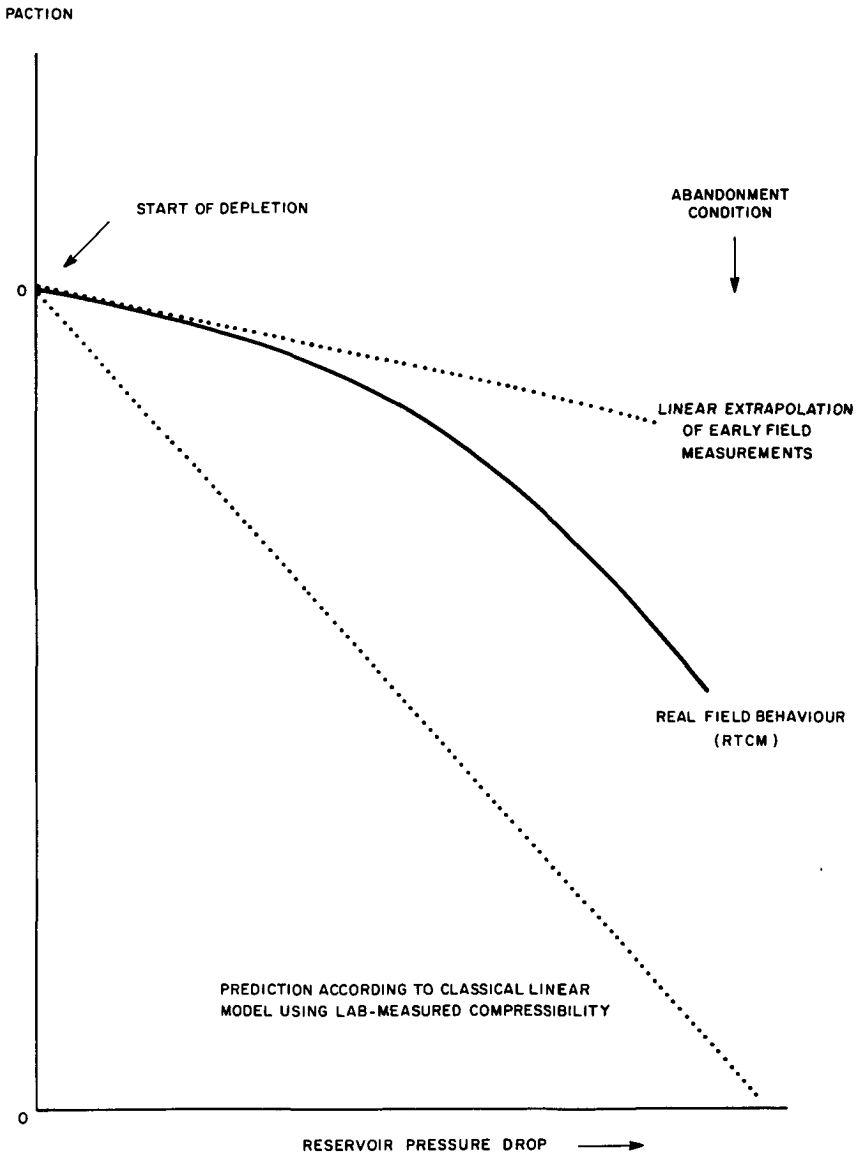 PACTION
START OF DEPLETION
ABANDONMENT
CONDITION
0
LINEAR EXTRAPOLATION
OF EARLY FIELD
MEASUREMENTS
REAL FIELD BEHAVIOUR
(RTCM)
PREDICTION ACCORDING TO CLASSICAL LINEAR
MODEL USING LAB-MEASURED COMPRESSIBILITY
0
RESERVOIR PRESSURE DROP